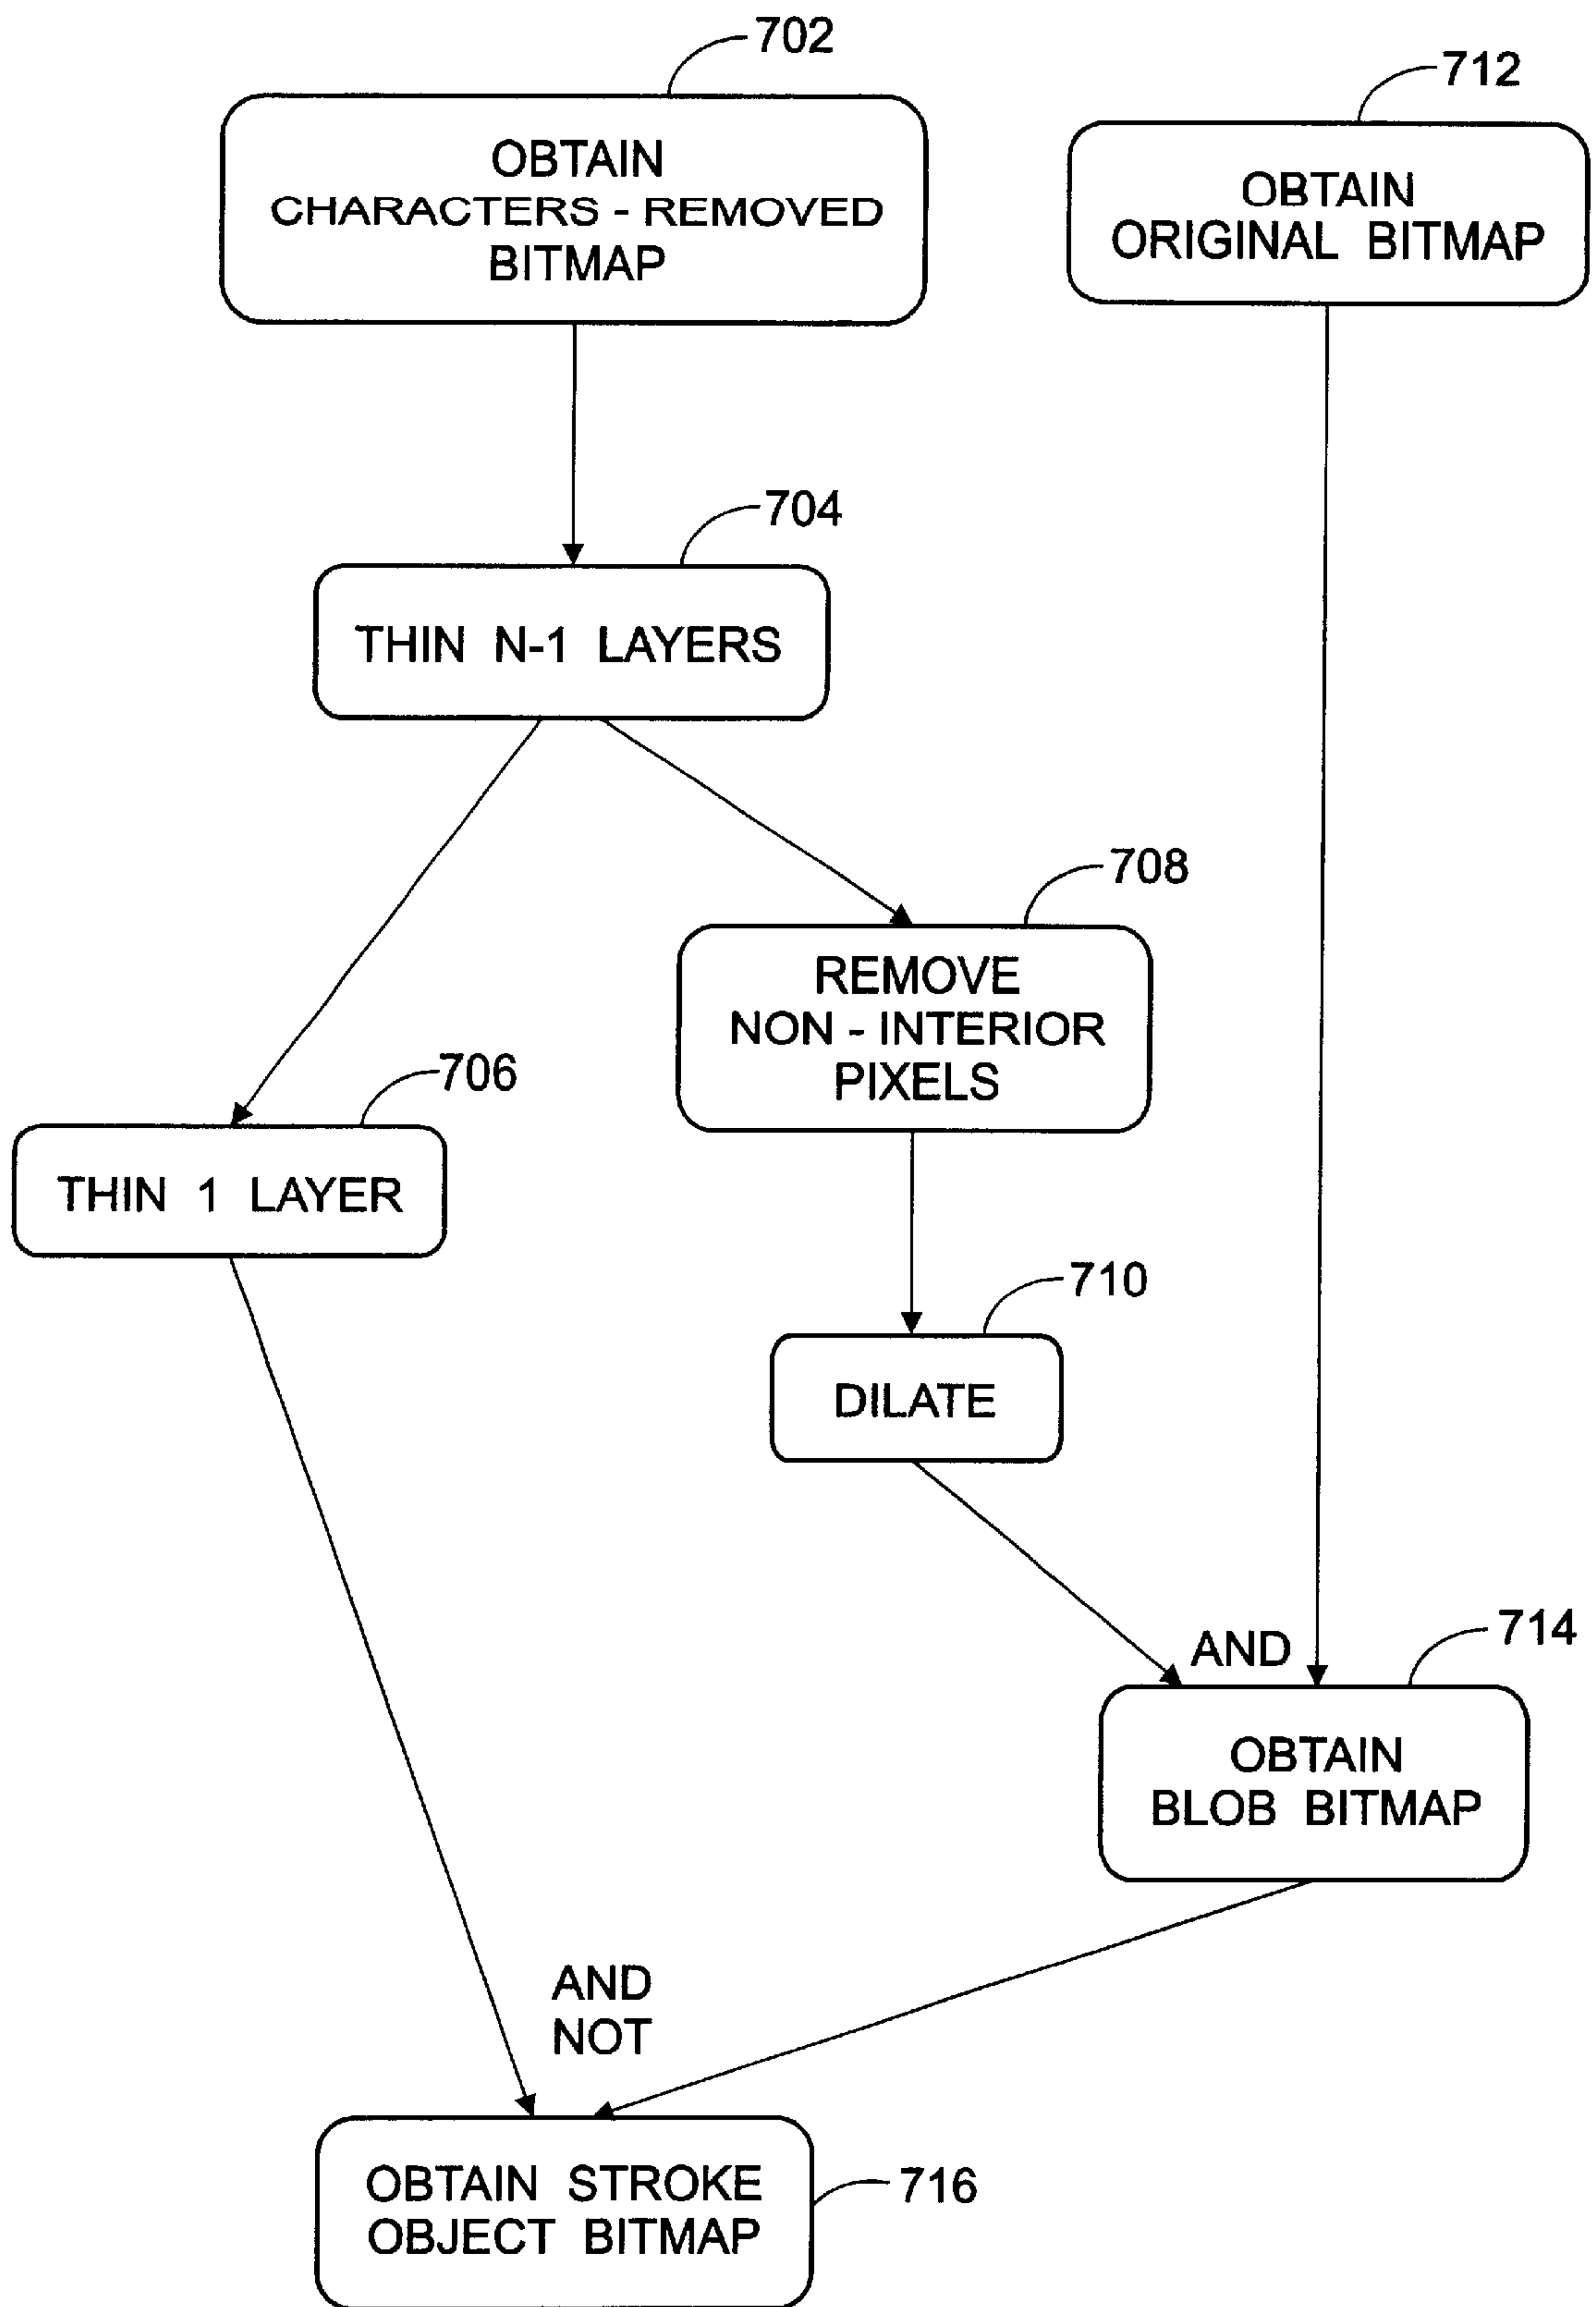 702
712
OBTAIN
CHARACTERS - REMOVED
BITMAP
OBTAIN
ORIGINAL BITMAP
704
THIN N-1 LAYERS
708
REMOVE
NON - INTERIOR
PIXELS
706
THIN 1 LAYER
710
DILATE
AND
714
OBTAIN
BLOB BITMAP
AND
NOT
OBTAIN STROKE
OBJECT BITMAP
716